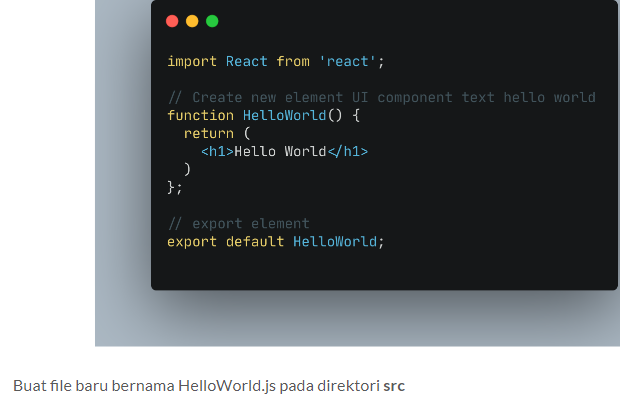 import React from 'react';
// Create new element UI component text hello world
function HelloWorld() {
return (
<h1>Hello World</h1>
)
};
// export element
export default HelloWorld;
Buat file baru bernama HelloWorld.js pada direktori src